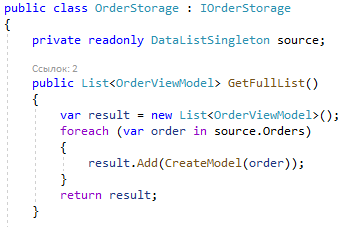 public class OrderStorage : IOrderStorage
{
    private readonly DataListSingleton source;
    Ссылок: 2
    public List<OrderViewModel> GetFullList()
    {
        var result = new List<OrderViewModel>();
        foreach (var order in source.Orders)
        {
            result.Add(CreateModel(order));
        }
        return result;
    }